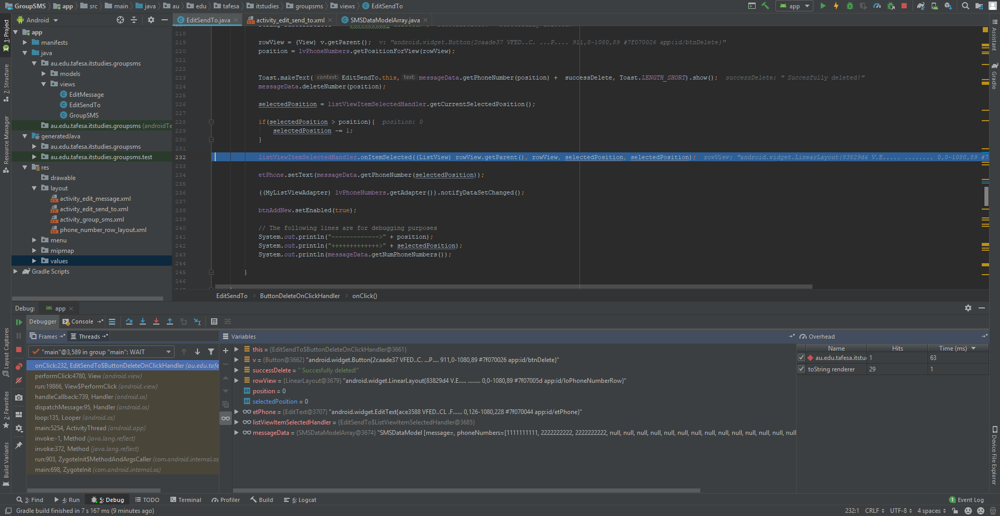 GroupSMS app src main java au edu tafesa itstudies groupsms views EditSendTo app
Android
EditSendTo.java activity_edit_send_to.xml SMSDataModelArray.java
1: Project
7: Structure
Resource Manager
Layout Captures
2: Favorites
Build Variants
app
manifests
java
au.edu.tafesa.itstudies.groupsms
models
views
EditMessage
EditSendTo
GroupSMS
au.edu.tafesa.itstudies.groupsms (androidTe
generatedJava
au.edu.tafesa.itstudies.groupsms
au.edu.tafesa.itstudies.groupsms.test
res
drawable
layout
activity_edit_message.xml
activity_edit_send_to.xml
activity_group_sms.xml
phone_number_row_layout.xml
menu
mipmap
values
Gradle Scripts
218
219 rowView = (View) v.getParent(); v: "android.widget.Button{2caade37 VFED..C. ...P.... 911,0-1080,89 #7f070026 app:id/btnDelete}"
220 position = lvPhoneNumbers.getPositionForView(rowView);
221
222
223 Toast.makeText( context: EditSendTo.this, text: messageData.getPhoneNumber(position) + successDelete, Toast.LENGTH_SHORT).show(); successDelete: " Succesfully deleted!"
224 messageData.deleteNumber(position);
225
226 selectedPosition = listViewItemSelectedHandler.getCurrentSelectedPosition();
227
228 if(selectedPosition > position){ position: 0
229 selectedPosition -= 1;
230 }
231
232 listViewItemSelectedHandler.onItemSelected((ListView) rowView.getParent(), rowView, selectedPosition, selectedPosition); rowView: "android.widget.LinearLayout{83829d4 V.E..... ........ 0,0-1080,89 #7
233
234 etPhone.setText(messageData.getPhoneNumber(selectedPosition));
235
236 ((MyListViewAdapter) lvPhoneNumbers.getAdapter()).notifyDataSetChanged();
237
238 btnAddNew.setEnabled(true);
239
240 // The following lines are for debugging purposes
241 System.out.println("------------->" + position);
242 System.out.println("+++++++++++++>" + selectedPosition);
243 System.out.println(messageData.getNumPhoneNumbers());
244
245 }
246
EditSendTo ButtonDeleteOnClickHandler onClick()
Assistant
Gradle
Device File Explorer
Debug: app
Debugger Console
Frames Threads
"main"@3,589 in group "main": WAIT
onClick:232, EditSendTo$ButtonDeleteOnClickHandler (au.edu.tafe
performClick:4780, View (android.view)
run:19866, View$PerformClick (android.view)
handleCallback:739, Handler (android.os)
dispatchMessage:95, Handler (android.os)
loop:135, Looper (android.os)
main:5254, ActivityThread (android.app)
invoke:-1, Method (java.lang.reflect)
invoke:372, Method (java.lang.reflect)
run:903, ZygoteInit$MethodAndArgsCaller (com.android.internal.os
main:698, ZygoteInit (com.android.internal.os)
Variables
this = {EditSendTo$ButtonDeleteOnClickHandler@3661}
v = {Button@3662} "android.widget.Button{2caade37 VFED..C. ...P.... 911,0-1080,89 #7f070026 app:id/btnDelete}"
successDelete = " Succesfully deleted!"
rowView = {LinearLayout@3679} "android.widget.LinearLayout{83829d4 V.E..... ........ 0,0-1080,89 #7f07005d app:id/loPhoneNumberRow}"
position = 0
selectedPosition = 0
etPhone = {EditText@3707} "android.widget.EditText{ace3588 VFED..CL .F...... 0,126-1080,228 #7f070044 app:id/etPhone}"
listViewItemSelectedHandler = {EditSendTo$ListViewItemSelectedHandler@3685}
messageData = {SMSDataModelArray@3674} "SMSDataModel [message=, phoneNumbers=[1111111111, 2222222222, 2222222222, null, null, null, null, null, null, null, null, null, null, null, null, null, null
Overhead
Name Hits Time (ms)
au.edu.tafesa.itstu 1 63
toString renderer 29 1
3: Find 4: Run 5: Debug TODO Terminal Profiler Build 6: Logcat 1 Event Log
Gradle build finished in 7 s 167 ms (9 minutes ago) 232:1 CRLF UTF-8 4 spaces